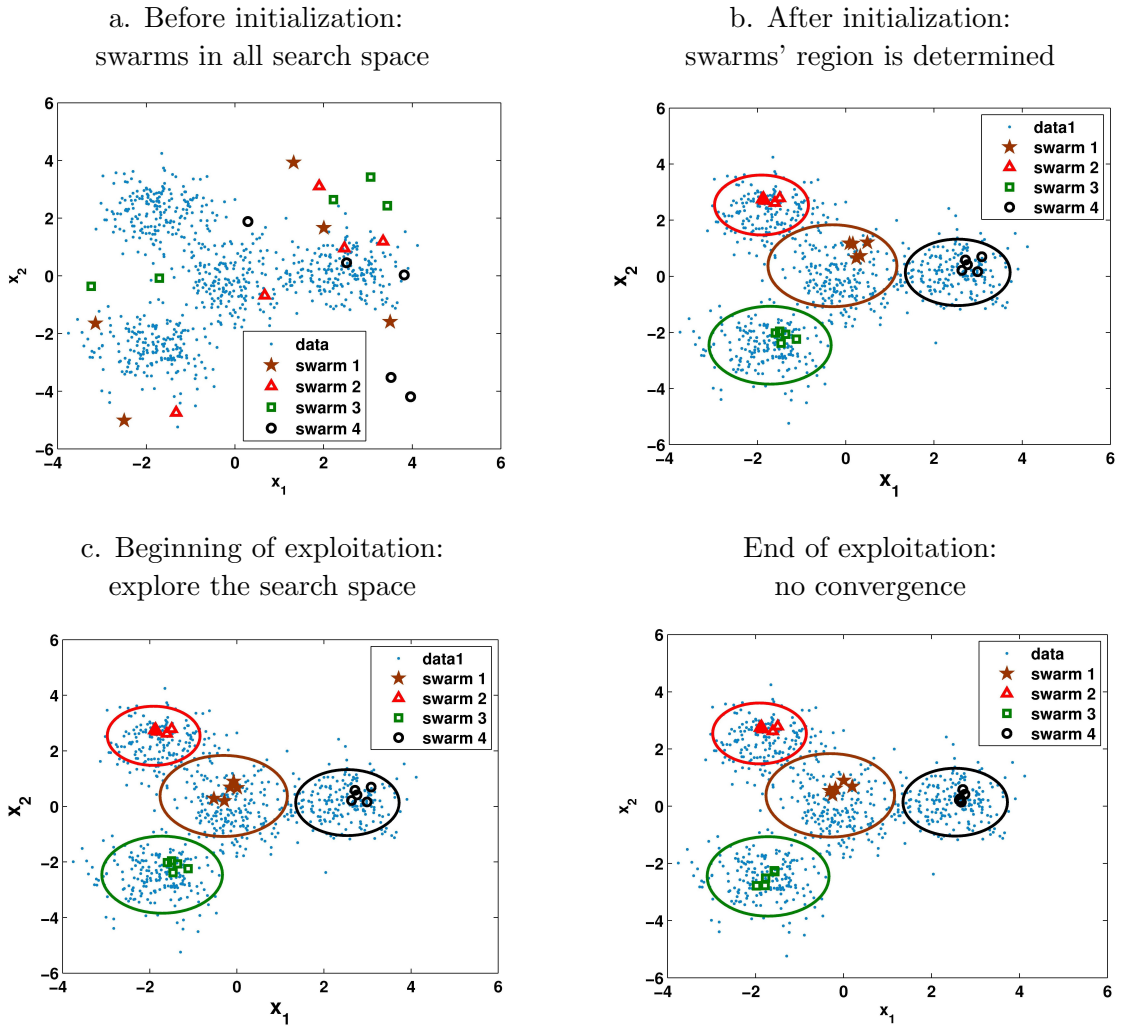 a. Before initialization:
swarms in all search space
6
4
2
0
−2
−4
−6
−4
−2
0
2
4
6
x2
x1
data
swarm 1
swarm 2
swarm 3
swarm 4
b. After initialization:
swarms' region is determined
6
4
2
0
−2
−4
−6
−4
−2
0
2
4
6
x2
x1
data1
swarm 1
swarm 2
swarm 3
swarm 4
c. Beginning of exploitation:
explore the search space
6
4
2
0
−2
−4
−6
−4
−2
0
2
4
6
x2
x1
data1
swarm 1
swarm 2
swarm 3
swarm 4
End of exploitation:
no convergence
6
4
2
0
−2
−4
−6
−4
−2
0
2
4
6
x2
x1
data
swarm 1
swarm 2
swarm 3
swarm 4